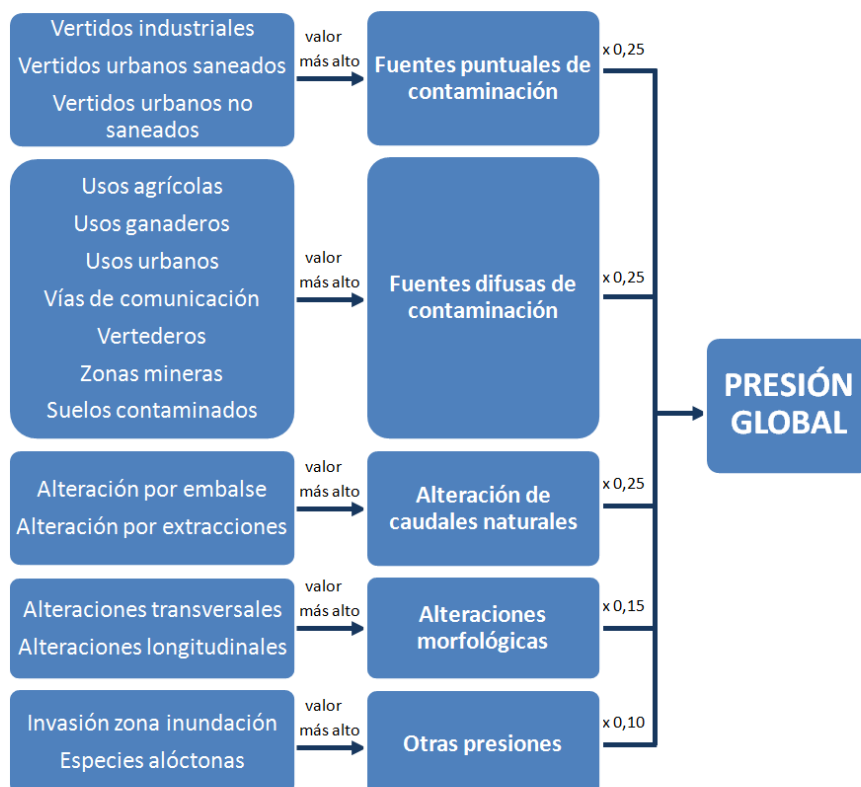 Vertidos industriales
Vertidos urbanos saneados
Vertidos urbanos no
saneados
valor
más alto
Fuentes puntuales de
contaminación
x 0,25
Usos agrícolas
Usos ganaderos
Usos urbanos
Vías de comunicación
Vertederos
Zonas mineras
Suelos contaminados
valor
más alto
Fuentes difusas de
contaminación
x 0,25
Alteración por embalse
Alteración por extracciones
valor
más alto
Alteración de
caudales naturales
x 0,25
Alteraciones transversales
Alteraciones longitudinales
valor
más alto
Alteraciones
morfológicas
x 0,15
Invasión zona inundación
Especies alóctonas
valor
más alto
Otras presiones
x 0,10
PRESIÓN
GLOBAL